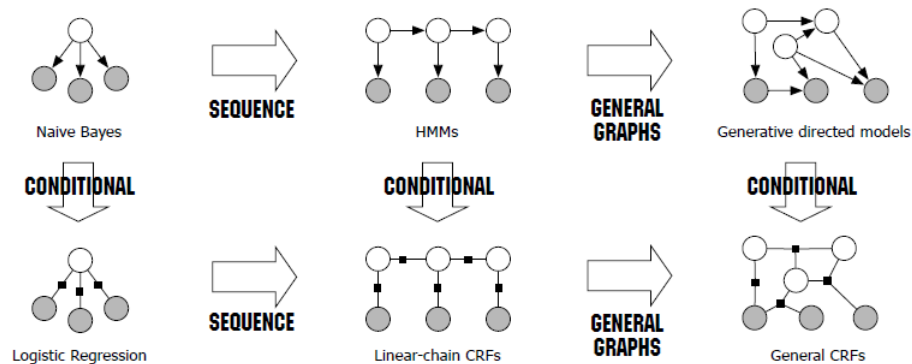 SEQUENCE
GENERAL
GRAPHS
Naive Bayes
HMMs
Generative directed models
CONDITIONAL
CONDITIONAL
CONDITIONAL
SEQUENCE
GENERAL
GRAPHS
Logistic Regression
Linear-chain CRFs
General CRFs